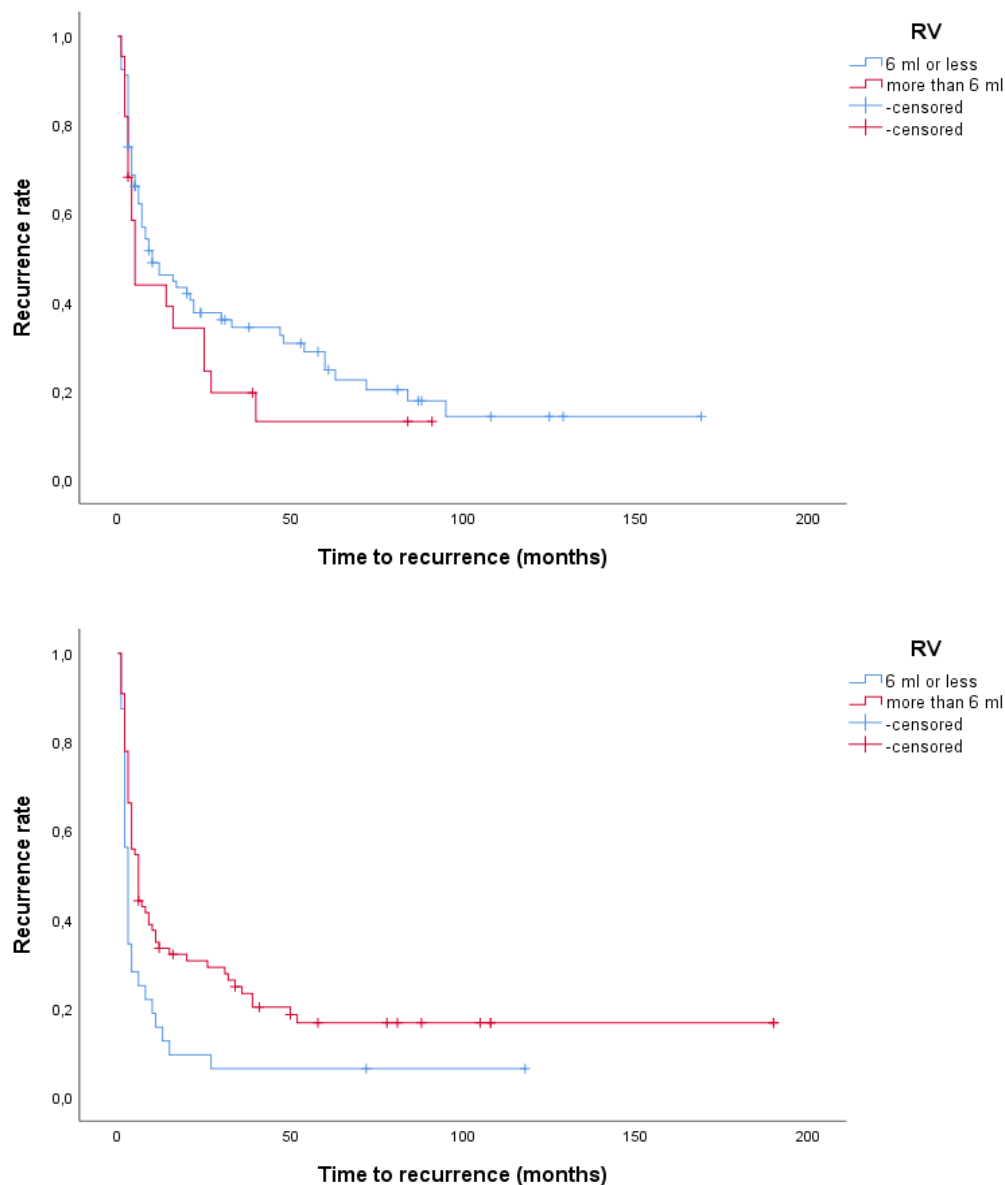 RV
6 ml or less
more than 6 ml
-censored
-censored
1,0
0,8
0,6
0,4
0,2
0,0
Recurrence rate
0 50 100 150 200
Time to recurrence (months)
RV
6 ml or less
more than 6 ml
-censored
-censored
1,0
0,8
0,6
0,4
0,2
0,0
Recurrence rate
0 50 100 150 200
Time to recurrence (months)